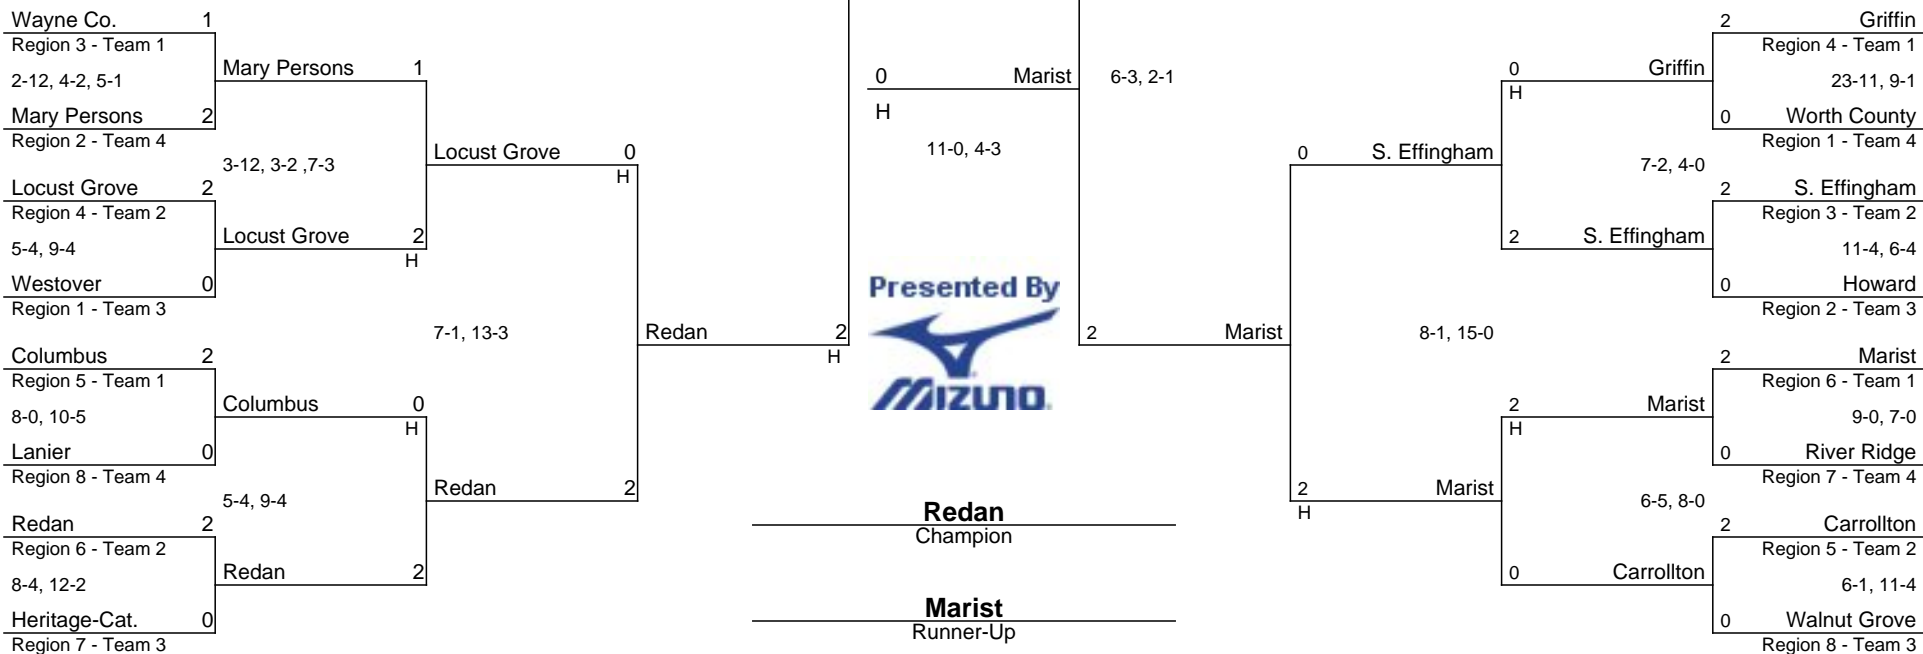 Wayne Co. 1
Region 3 - Team 1
2-12, 4-2, 5-1
Mary Persons 2
Region 2 - Team 4
Locust Grove 2
Region 4 - Team 2
5-4, 9-4
Westover 0
Region 1 - Team 3
Columbus 2
Region 5 - Team 1
8-0, 10-5
Lanier 0
Region 8 - Team 4
Redan 2
Region 6 - Team 2
8-4, 12-2
Heritage-Cat. 0
Region 7 - Team 3
Mary Persons 1
3-12, 3-2 ,7-3
Locust Grove 2
H
Columbus 0
H
5-4, 9-4
Redan 2
Locust Grove 0
H
7-1, 13-3
Redan 2
Redan 2
H
0 Marist
H
11-0, 4-3
Presented By
MIZUNO
Redan
Champion
Marist
Runner-Up
6-3, 2-1
2 Marist
0 S. Effingham
8-1, 15-0
2 Marist
H
0 Griffin
H
7-2, 4-0
2 S. Effingham
2 Marist
H
6-5, 8-0
0 Carrollton
2 Griffin
Region 4 - Team 1
23-11, 9-1
0 Worth County
Region 1 - Team 4
2 S. Effingham
Region 3 - Team 2
11-4, 6-4
0 Howard
Region 2 - Team 3
2 Marist
Region 6 - Team 1
9-0, 7-0
0 River Ridge
Region 7 - Team 4
2 Carrollton
Region 5 - Team 2
6-1, 11-4
0 Walnut Grove
Region 8 - Team 3